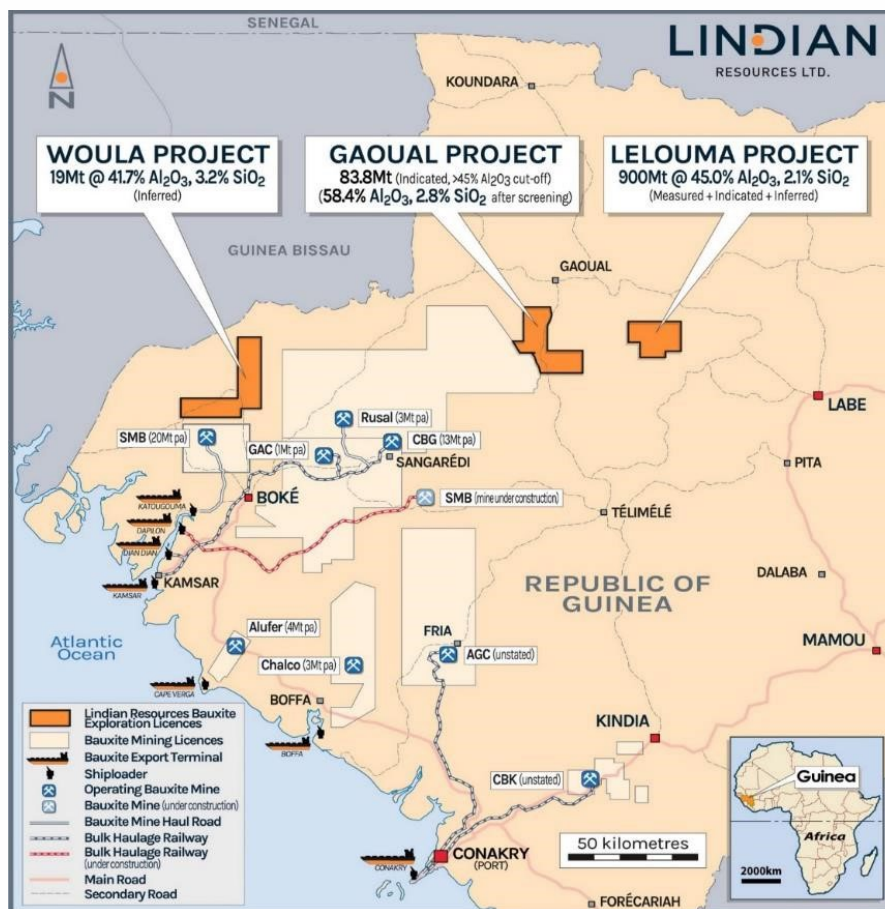 SENEGAL
LINDIAN
RESOURCES LTD.
N
KOUNDARA
WOULA PROJECT
19Mt @ 41.7% Al₂O₃, 3.2% SiO₂
(Inferred)
GAOUAL PROJECT
83.8Mt (Indicated, >45% Al₂O₃ cut-off)
(58.4% Al₂O₃, 2.8% SiO₂ after screening)
LELOUMA PROJECT
900Mt @ 45.0% Al₂O₃, 2.1% SiO₂
(Measured + Indicated + Inferred)
GUINEA BISSAU
GAOUAL
LABE
SMB (20Mt pa)
Rusal (3Mt pa)
GAC (1Mt pa)
CBG (13Mt pa)
SANGARÉDI
PITA
BOKÉ
SMB (mine under construction)
TÉLIMÉLÉ
KATOUGOUMA
DAPILON
DIAN DIAN
KAMSAR
KAMSAR
DALABA
REPUBLIC OF
GUINEA
Atlantic
Ocean
Alufer (4Mt pa)
FRIA
AGC (unstated)
MAMOU
Chalco (3Mt pa)
CAPE VERGA
BOFFA
BOFFA
KINDIA
CBK (unstated)
Lindian Resources Bauxite
Exploration Licences
Bauxite Mining Licences
Bauxite Export Terminal
Shiploader
Operating Bauxite Mine
Bauxite Mine (under construction)
Bauxite Mine Haul Road
Bulk Haulage Railway
Bulk Haulage Railway
(under construction)
Main Road
Secondary Road
CONAKRY
CONAKRY
(PORT)
50 kilometres
FORÉCARIAH
Guinea
Africa
2000km